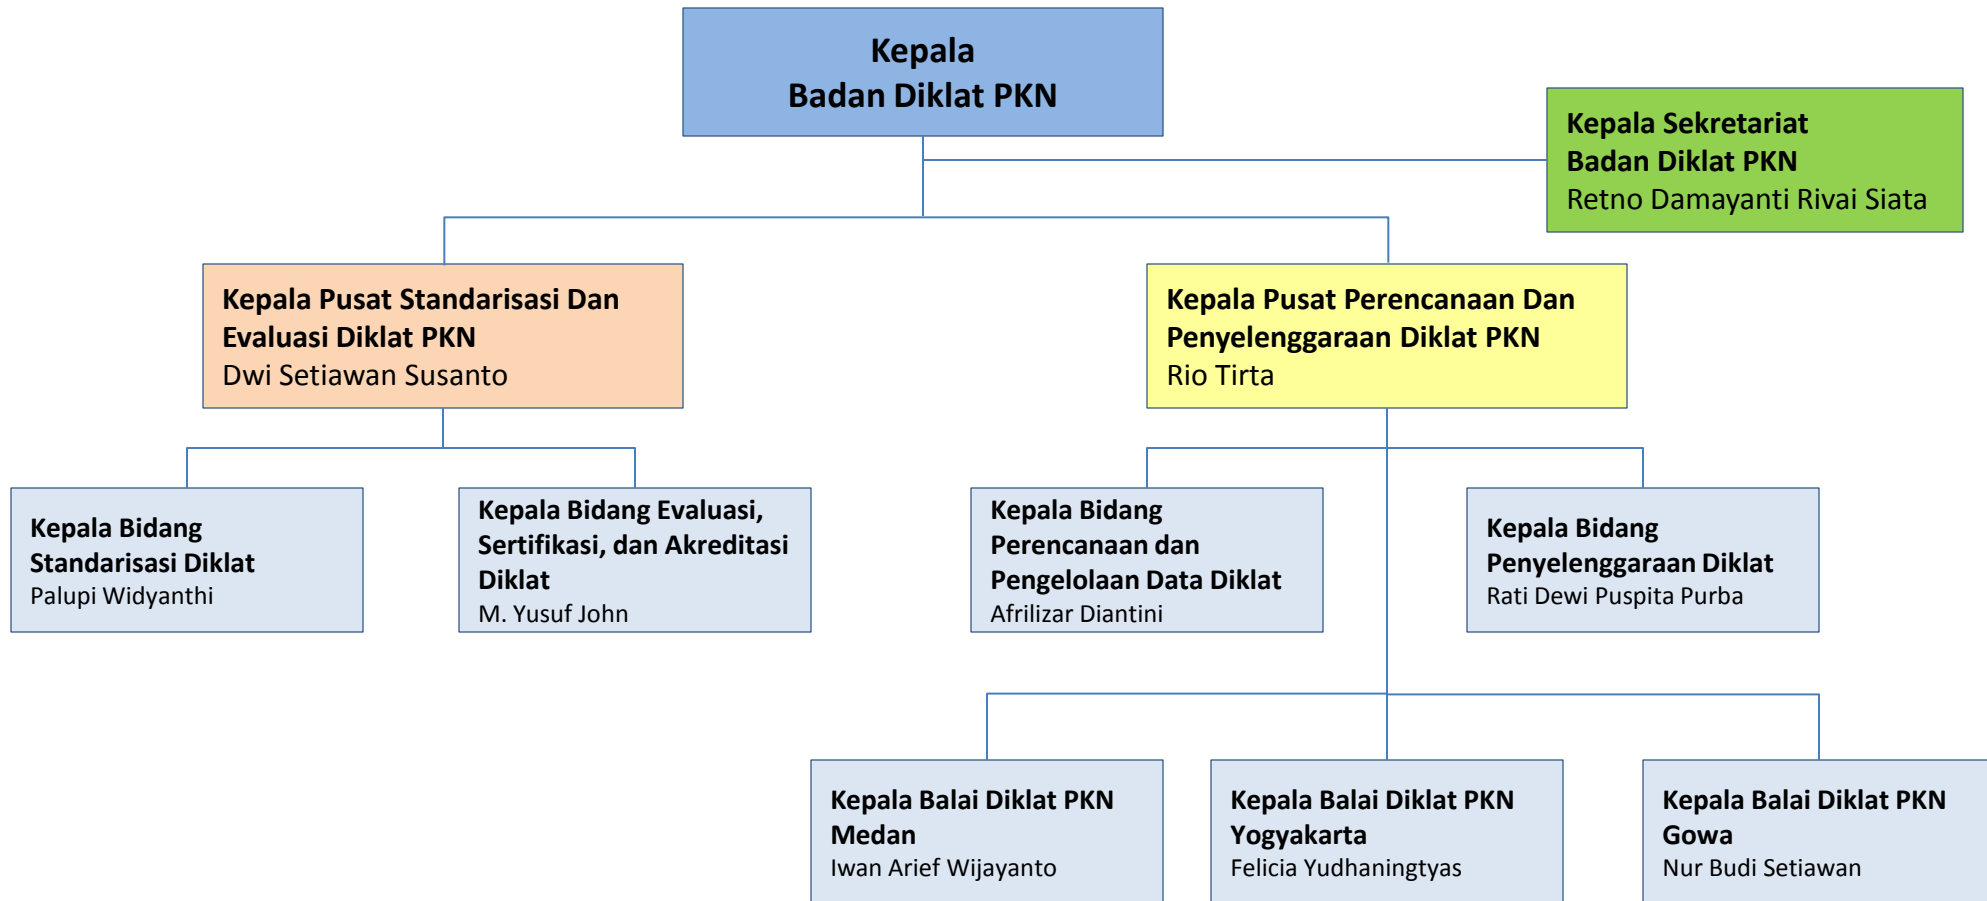 Kepala
Badan Diklat PKN
Kepala Sekretariat
Badan Diklat PKN
Retno Damayanti Rivai Siata
Kepala Pusat Standarisasi Dan
Evaluasi Diklat PKN
Dwi Setiawan Susanto
Kepala Pusat Perencanaan Dan
Penyelenggaraan Diklat PKN
Rio Tirta
Kepala Bidang
Standarisasi Diklat
Palupi Widyanthi
Kepala Bidang Evaluasi,
Sertifikasi, dan Akreditasi
Diklat
M. Yusuf John
Kepala Bidang
Perencanaan dan
Pengelolaan Data Diklat
Afrilizar Diantini
Kepala Bidang
Penyelenggaraan Diklat
Rati Dewi Puspita Purba
Kepala Balai Diklat PKN
Medan
Iwan Arief Wijayanto
Kepala Balai Diklat PKN
Yogyakarta
Felicia Yudhaningtyas
Kepala Balai Diklat PKN
Gowa
Nur Budi Setiawan